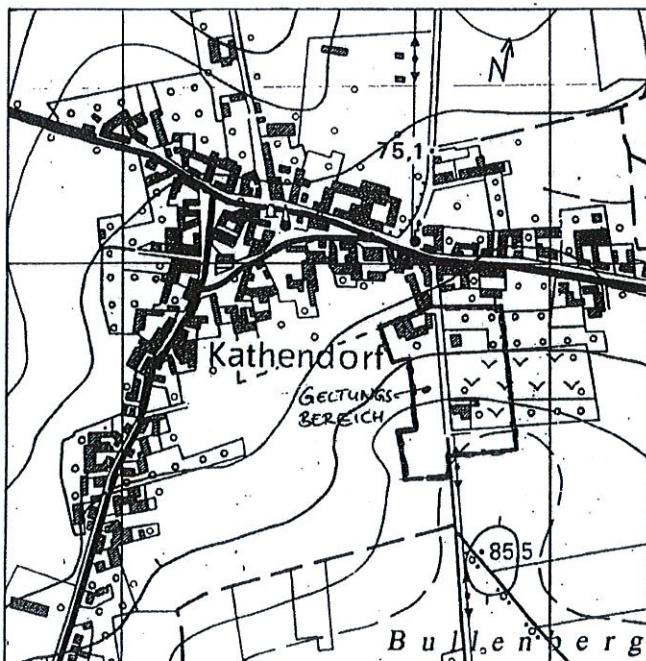 N
75,1
Kathendorf
GELTUNGS-
BEREICH
85,5
Bullenberg